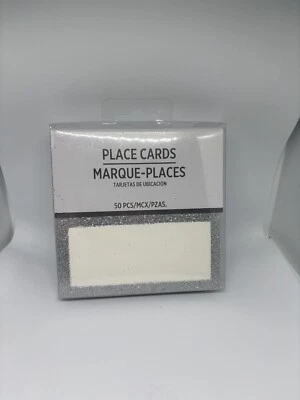 PLACE CARDS
MARQUE-PLACES
TARJETAS DE UBICACIÓN
50 PCS/MCX/PZAS.